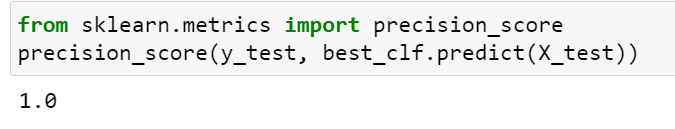 from sklearn.metrics import precision_score
precision_score(y_test, best_clf.predict(X_test))
1.0